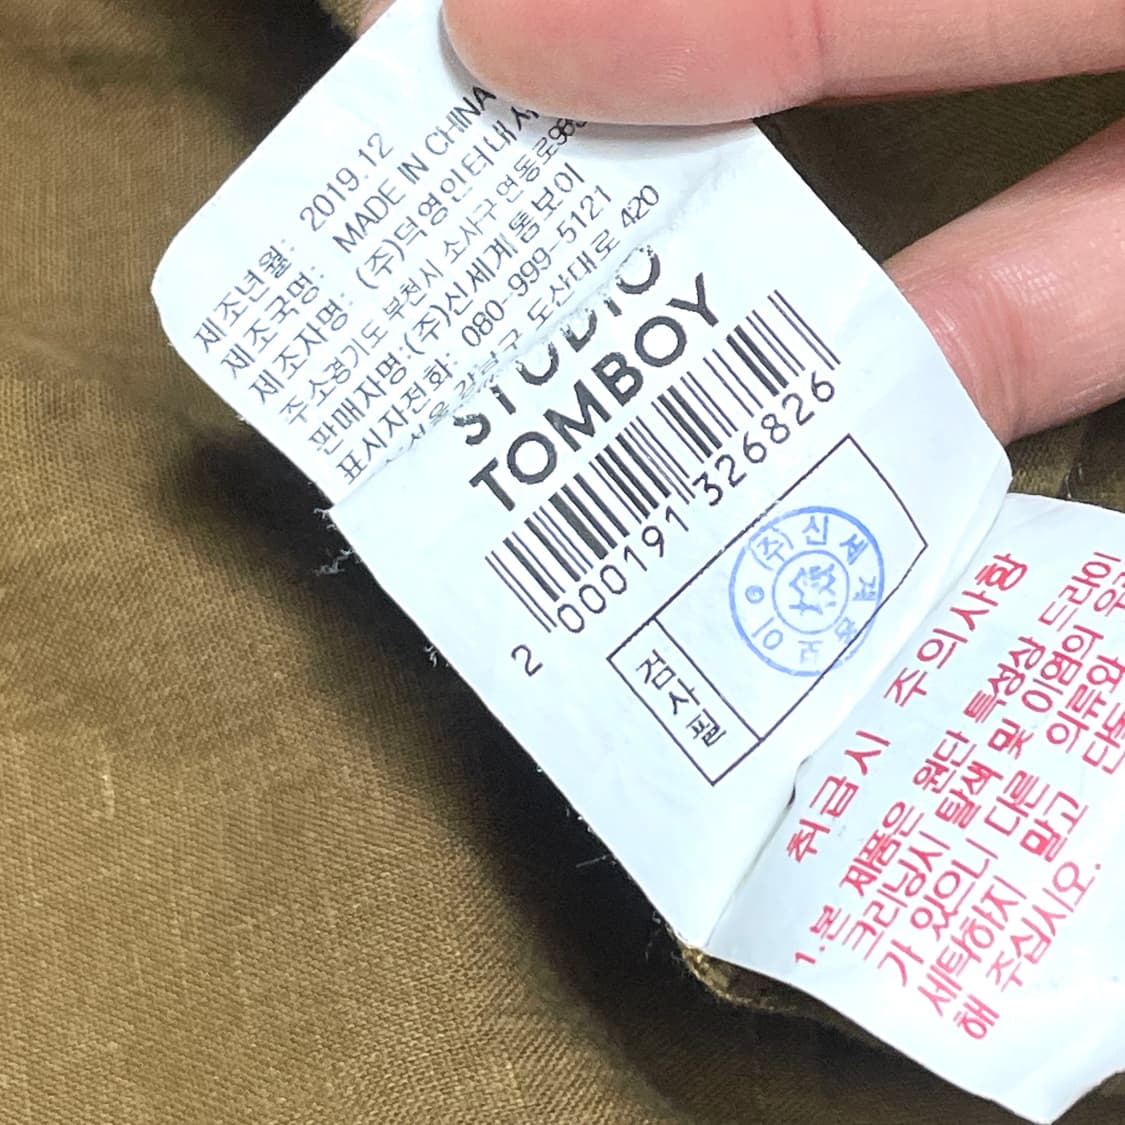 제조년월: 2019.12
제조국명: MADE IN CHINA
제조자명: (주)덕영인터내셔
주소경기도 부천시 소사구 연동로
판매자명:(주)신세계톰보이
표시자전화: 080-999-5121
강남구 도산대로 420
STUDIO
TOMBOY
2 000191 326826
검사필
(주)신세계톰보이
취급시 주의사항
1.본 제품은 원단 특성상 드라이
크리닝시 탈색 및 이염의 우려
가 있으니 다른 의류와
세탁하지 말고 단독
해 주십시오.